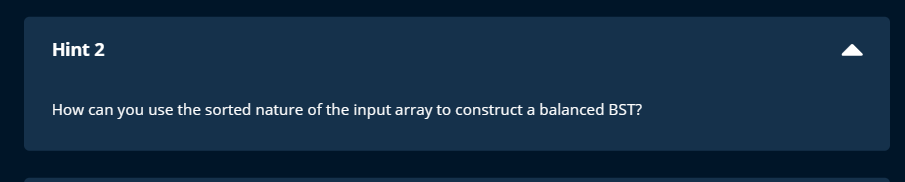 Hint 2
How can you use the sorted nature of the input array to construct a balanced BST?